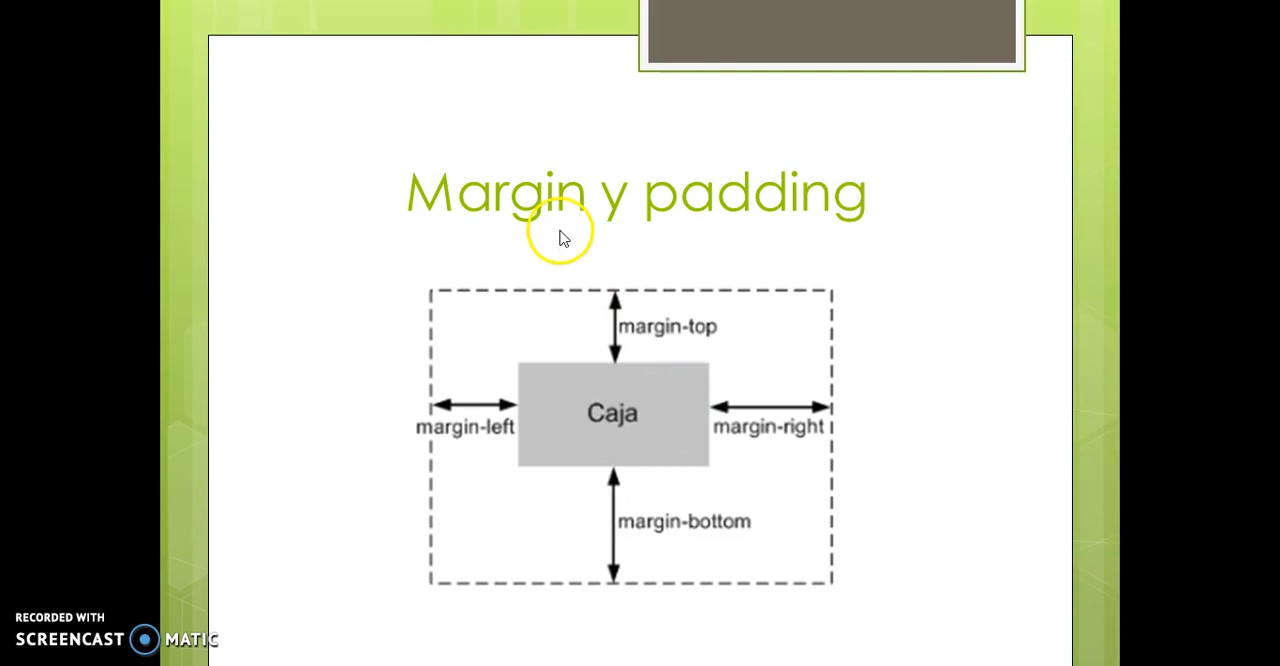 Margin y padding
margin-top
Caja
margin-left
margin-right
margin-bottom
RECORDED WITH
SCREENCAST MATIC